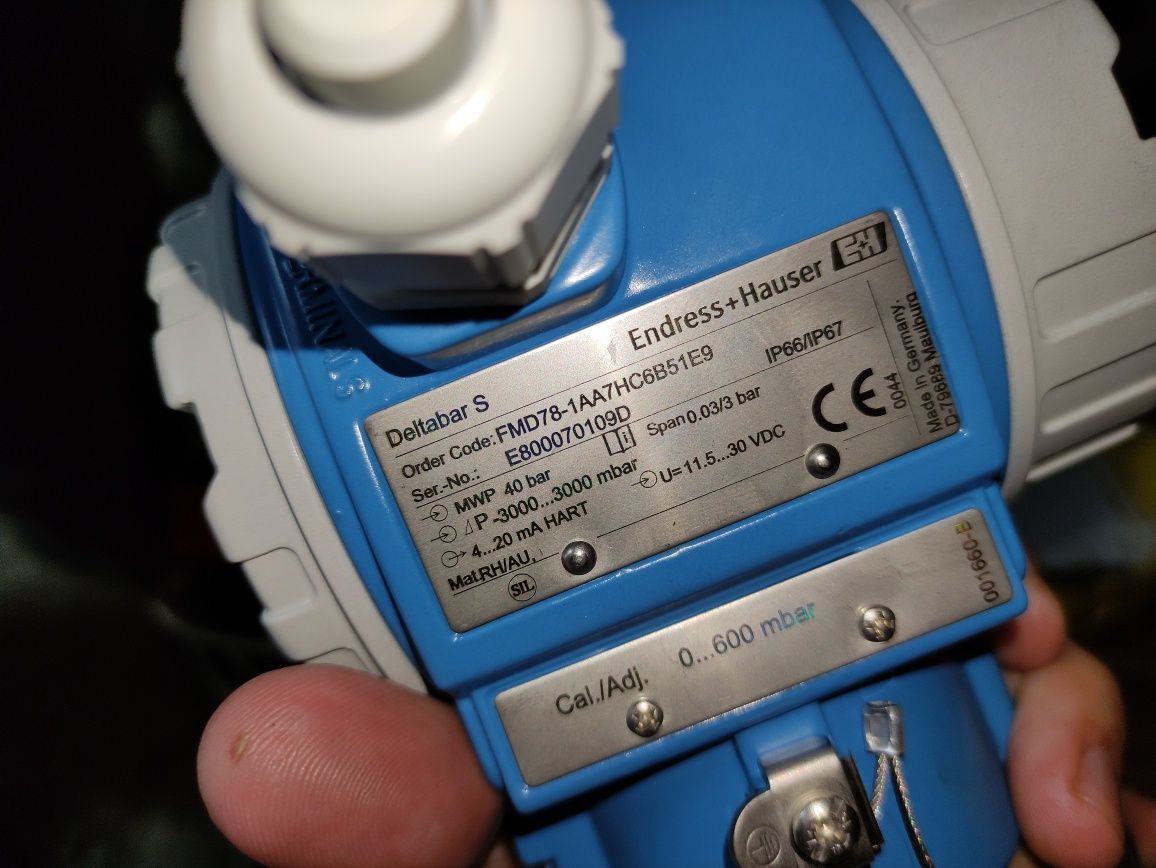 TERMINALS
Endress+Hauser
E+H
Deltabar S
Order Code: FMD78-1AA7HC6B51E9
Ser.-No.: E800070109D
IP66/IP67
MWP 40 bar
i
Span 0.03/3 bar
ΔP -3000...3000 mbar
U= 11.5...30 VDC
4...20 mA HART
Mat.RH/AU,
SIL
CE
0044
Made in Germany,
D-79689 Maulburg
Cal./Adj. 0...600 mbar
001660-E